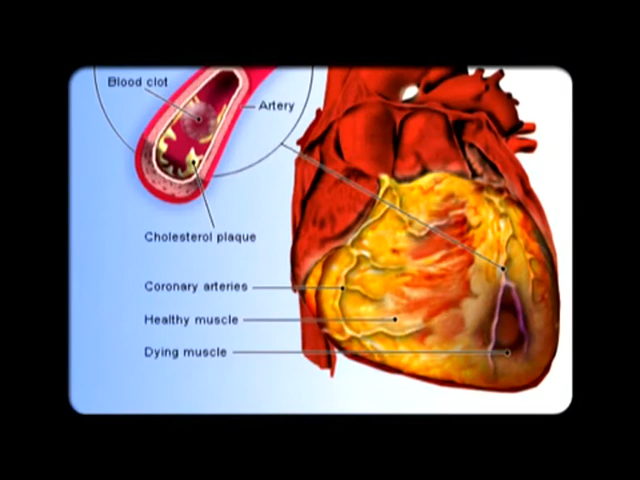 Blood clot
Artery
Cholesterol plaque
Coronary arteries
Healthy muscle
Dying muscle